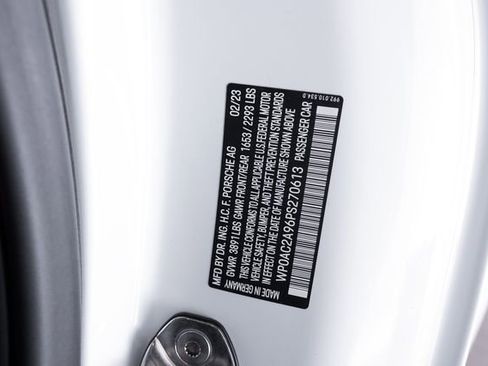 MFD BY DR. ING. H.C. F. PORSCHE AG 02/23
GVWR 3891 LBS GAWR FRONT/REAR 1653 / 2293 LBS
THIS VEHICLE CONFORMS TO ALL APPLICABLE U.S. FEDERAL MOTOR
VEHICLE SAFETY, BUMPER, AND THEFT PREVENTION STANDARDS
IN EFFECT ON THE DATE OF MANUFACTURE SHOWN ABOVE
WP0AC2A96PS270613 PASSENGER CAR
MADE IN GERMANY 992.010.534.D